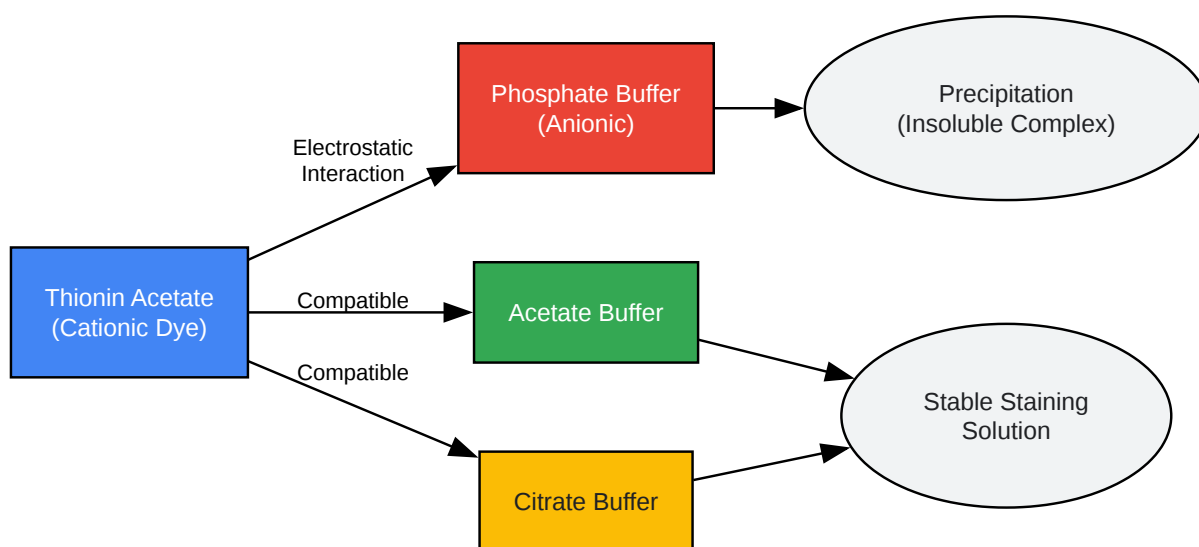 Phosphate Buffer
(Anionic)
Precipitation
(Insoluble Complex)
Electrostatic
Interaction
Thionin Acetate
(Cationic Dye)
Compatible
Acetate Buffer
Compatible
Stable Staining
Solution
Citrate Buffer